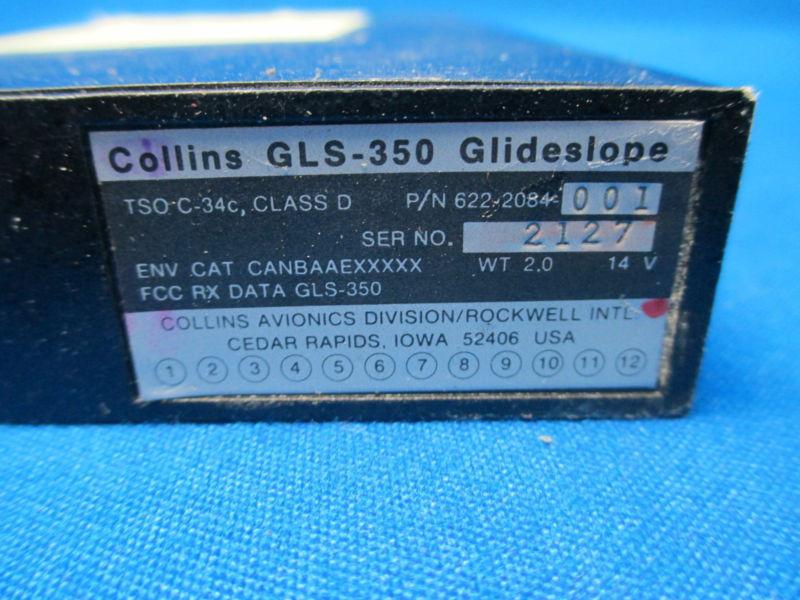 Collins GLS-350 Glideslope
TSO C-34c, CLASS D P/N 622-2084-001
SER NO. 2127
ENV CAT CANBAAEXXXXX WT 2.0 14 V
FCC RX DATA GLS-350
COLLINS AVIONICS DIVISION/ROCKWELL INTL.
CEDAR RAPIDS, IOWA 52406 USA
1 2 3 4 5 6 7 8 9 10 11 12